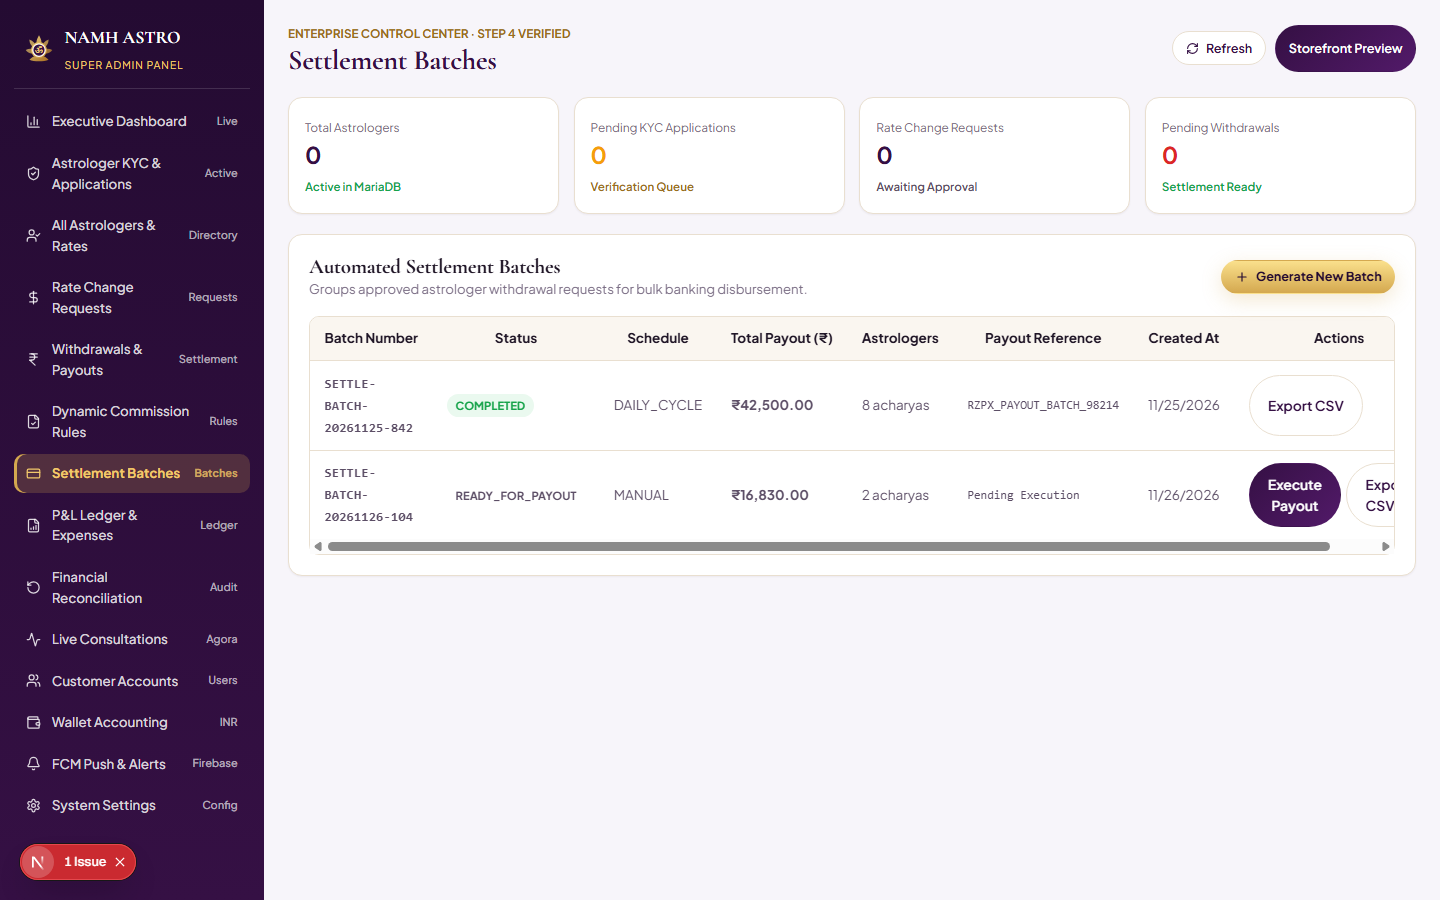 NAMH ASTRO
SUPER ADMIN PANEL
Executive Dashboard Live
Astrologer KYC &
Applications
Active
All Astrologers &
Rates
Directory
Rate Change
Requests
Requests
Withdrawals &
Payouts
Settlement
Dynamic Commission
Rules
Rules
Settlement Batches Batches
P&L Ledger &
Expenses
Ledger
Financial
Reconciliation
Audit
Live Consultations Agora
Customer Accounts Users
Wallet Accounting INR
FCM Push & Alerts Firebase
System Settings Config
1 Issue
ENTERPRISE CONTROL CENTER · STEP 4 VERIFIED
Settlement Batches
Refresh
Storefront Preview
Total Astrologers
0
Active in MariaDB
Pending KYC Applications
0
Verification Queue
Rate Change Requests
0
Awaiting Approval
Pending Withdrawals
0
Settlement Ready
Automated Settlement Batches
Groups approved astrologer withdrawal requests for bulk banking disbursement.
+ Generate New Batch
Batch Number Status Schedule Total Payout (₹) Astrologers Payout Reference Created At Actions
SETTLE-
BATCH-
20261125-842
COMPLETED DAILY_CYCLE ₹42,500.00 8 acharyas RZPX_PAYOUT_BATCH_98214 11/25/2026 Export CSV
SETTLE-
BATCH-
20261126-104
READY_FOR_PAYOUT MANUAL ₹16,830.00 2 acharyas Pending Execution 11/26/2026
Execute
Payout
Expo
CSV